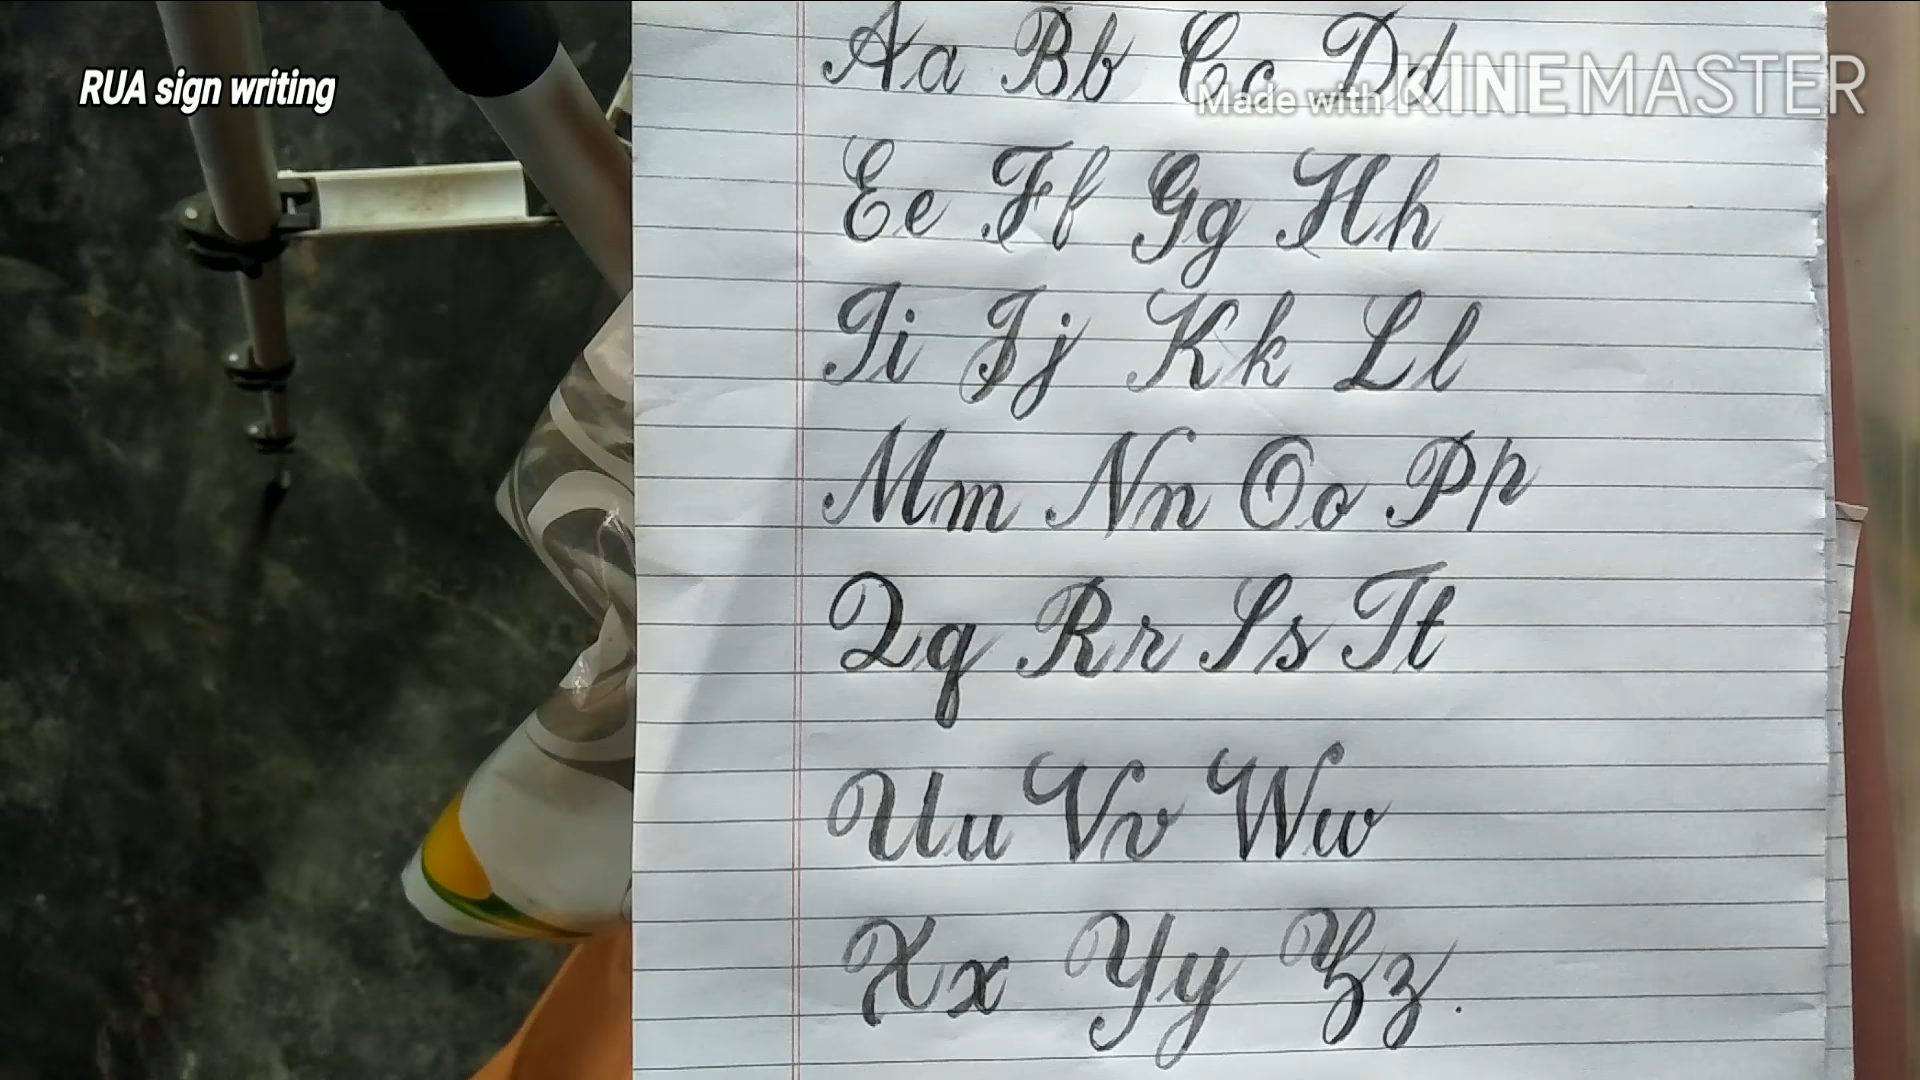 RUA sign writing
Made with KINEMASTER
Aa Bb Cc Dd
Ee Ff Gg Hh
Ii Jj Kk Ll
Mm Nn Oo Pp
Qq Rr Ss Tt
Uu Vv Ww
Xx Yy Zz.